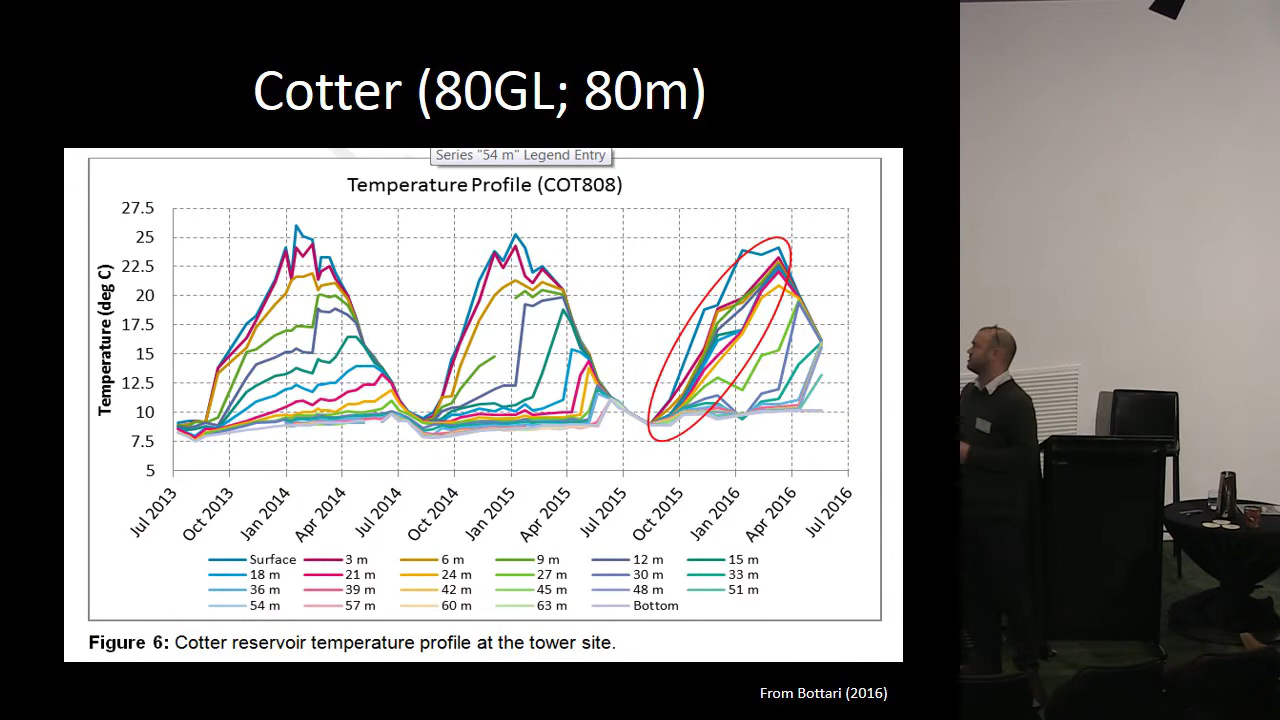 Cotter (80GL; 80m)
Series "54 m" Legend Entry
Temperature Profile (COT808)
Temperature (deg C)
27.5
25
22.5
20
17.5
15
12.5
10
7.5
5
Jul 2013
Oct 2013
Jan 2014
Apr 2014
Jul 2014
Oct 2014
Jan 2015
Apr 2015
Jul 2015
Oct 2015
Jan 2016
Apr 2016
Jul 2016
Surface 3 m 6 m 9 m 12 m 15 m
18 m 21 m 24 m 27 m 30 m 33 m
36 m 39 m 42 m 45 m 48 m 51 m
54 m 57 m 60 m 63 m Bottom
Figure 6: Cotter reservoir temperature profile at the tower site.
From Bottari (2016)